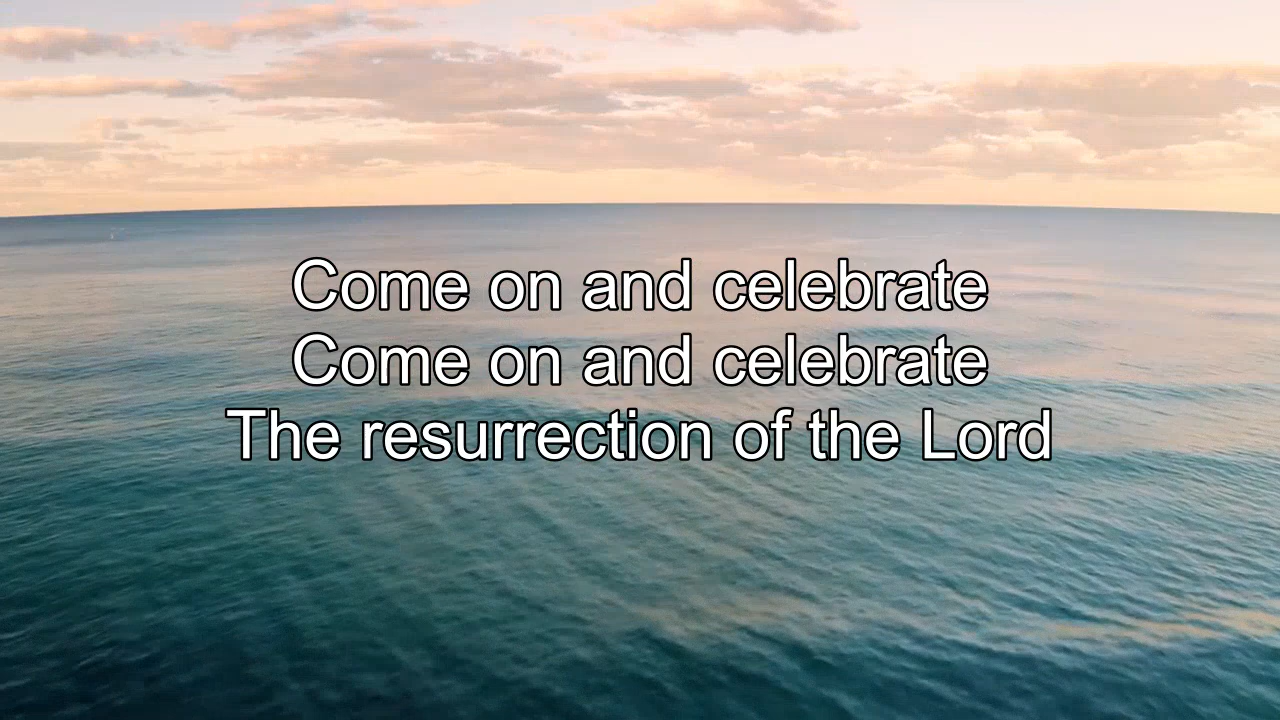 Come on and celebrate
Come on and celebrate
The resurrection of the Lord